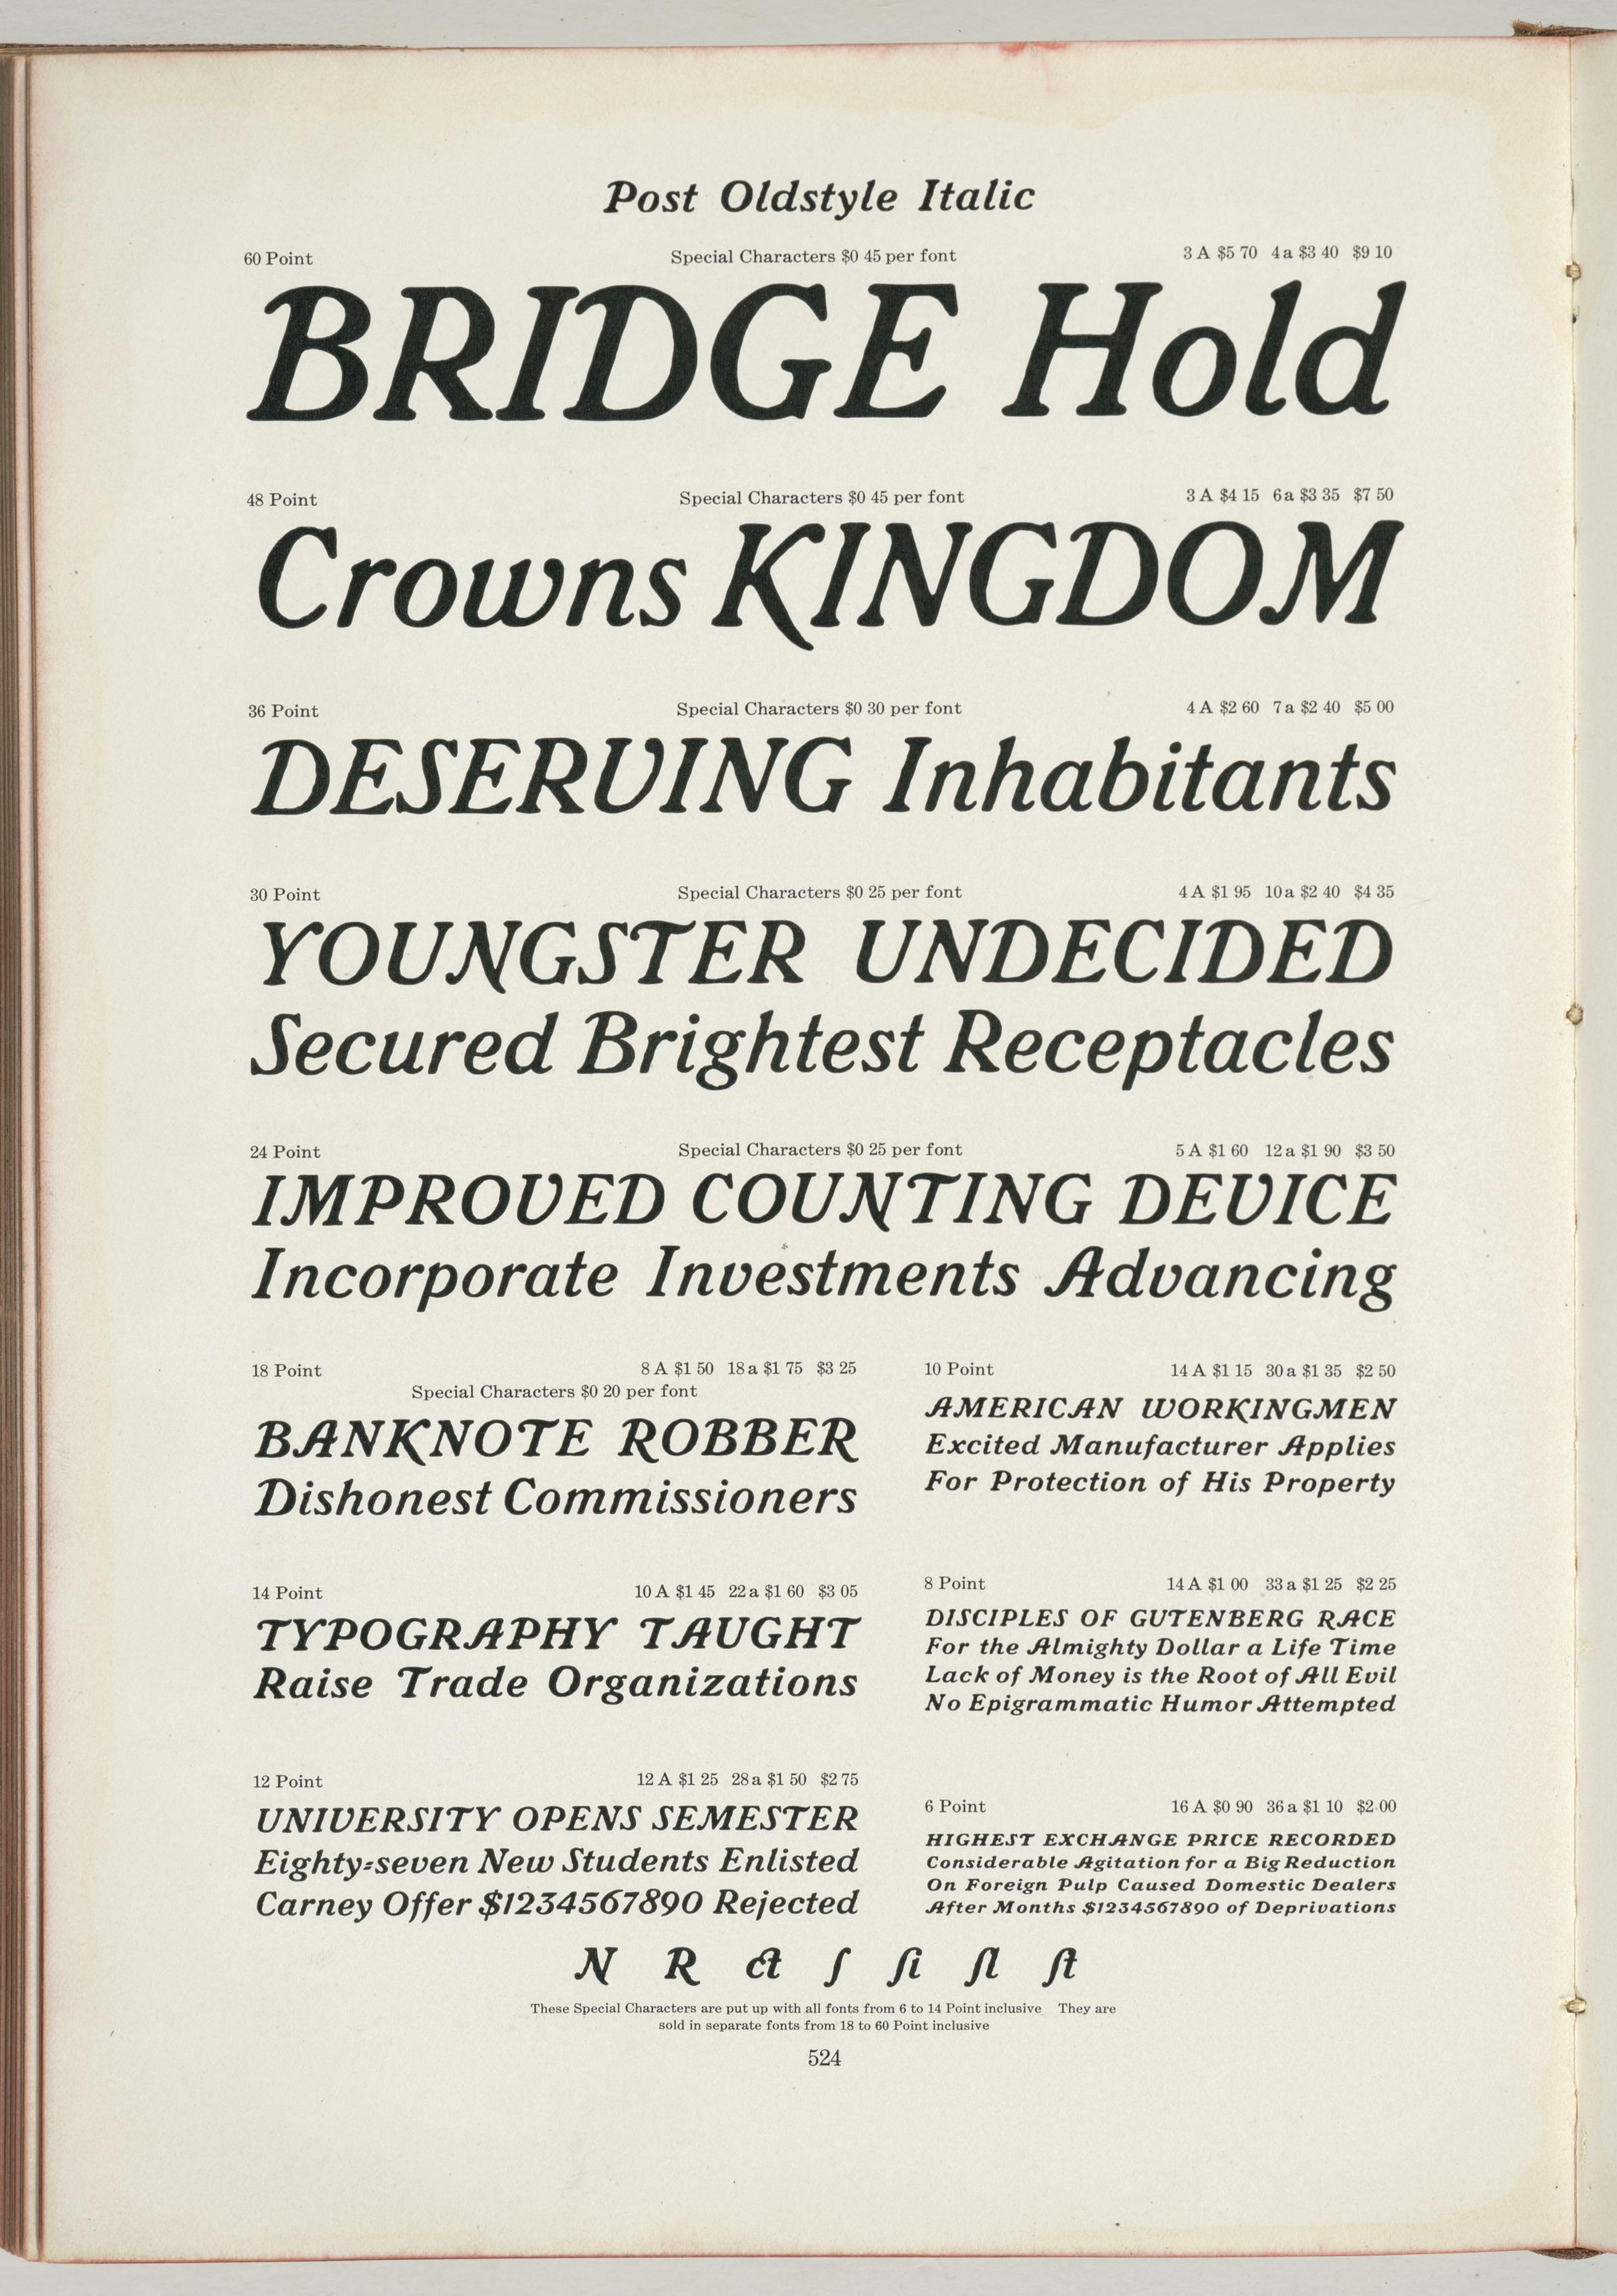 Post Oldstyle Italic
60 Point Special Characters $0 45 per font 3 A $5 70 4 a $3 40 $9 10
BRIDGE Hold
48 Point Special Characters $0 45 per font 3 A $4 15 6 a $3 35 $7 50
Crowns KINGDOM
36 Point Special Characters $0 30 per font 4 A $2 60 7 a $2 40 $5 00
DESERVING Inhabitants
30 Point Special Characters $0 25 per font 4 A $1 95 10 a $2 40 $4 35
YOUNGSTER UNDECIDED
Secured Brightest Receptacles
24 Point Special Characters $0 25 per font 5 A $1 60 12 a $1 90 $3 50
IMPROVED COUNTING DEVICE
Incorporate Investments Advancing
18 Point 8 A $1 50 18 a $1 75 $3 25
Special Characters $0 20 per font
BANKNOTE ROBBER
Dishonest Commissioners
14 Point 10 A $1 45 22 a $1 60 $3 05
TYPOGRAPHY TAUGHT
Raise Trade Organizations
12 Point 12 A $1 25 28 a $1 50 $2 75
UNIVERSITY OPENS SEMESTER
Eighty-seven New Students Enlisted
Carney Offer $1234567890 Rejected
10 Point 14 A $1 15 30 a $1 35 $2 50
AMERICAN WORKINGMEN
Excited Manufacturer Applies
For Protection of His Property
8 Point 14 A $1 00 33 a $1 25 $2 25
DISCIPLES OF GUTENBERG RACE
For the Almighty Dollar a Life Time
Lack of Money is the Root of All Evil
No Epigrammatic Humor Attempted
6 Point 16 A $0 90 36 a $1 10 $2 00
HIGHEST EXCHANGE PRICE RECORDED
Considerable Agitation for a Big Reduction
On Foreign Pulp Caused Domestic Dealers
After Months $1234567890 of Deprivations
N R ct ſ ſi ſl ſt
These Special Characters are put up with all fonts from 6 to 14 Point inclusive They are
sold in separate fonts from 18 to 60 Point inclusive
524